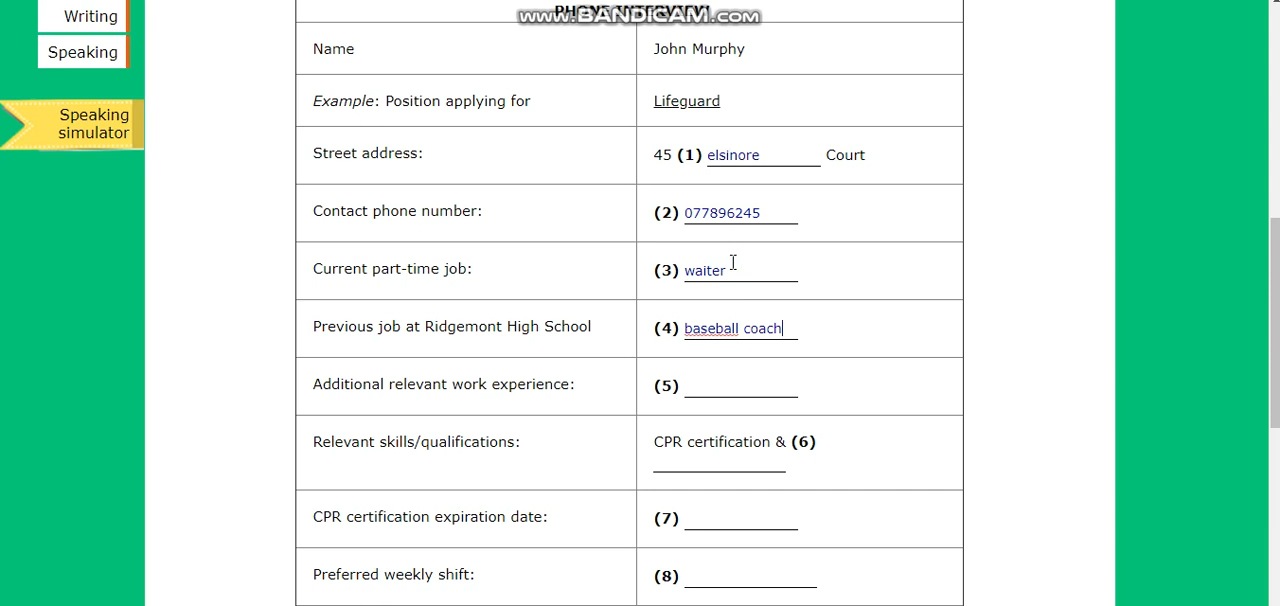 Writing
Speaking
Speaking
simulator
www.BANDICAM.com
PHONE INTERVIEW
Name John Murphy
Example: Position applying for Lifeguard
Street address: 45 (1) elsinore Court
Contact phone number: (2) 077896245
Current part-time job: (3) waiter
Previous job at Ridgemont High School (4) baseball coach
Additional relevant work experience: (5)
Relevant skills/qualifications: CPR certification & (6)
CPR certification expiration date: (7)
Preferred weekly shift: (8)